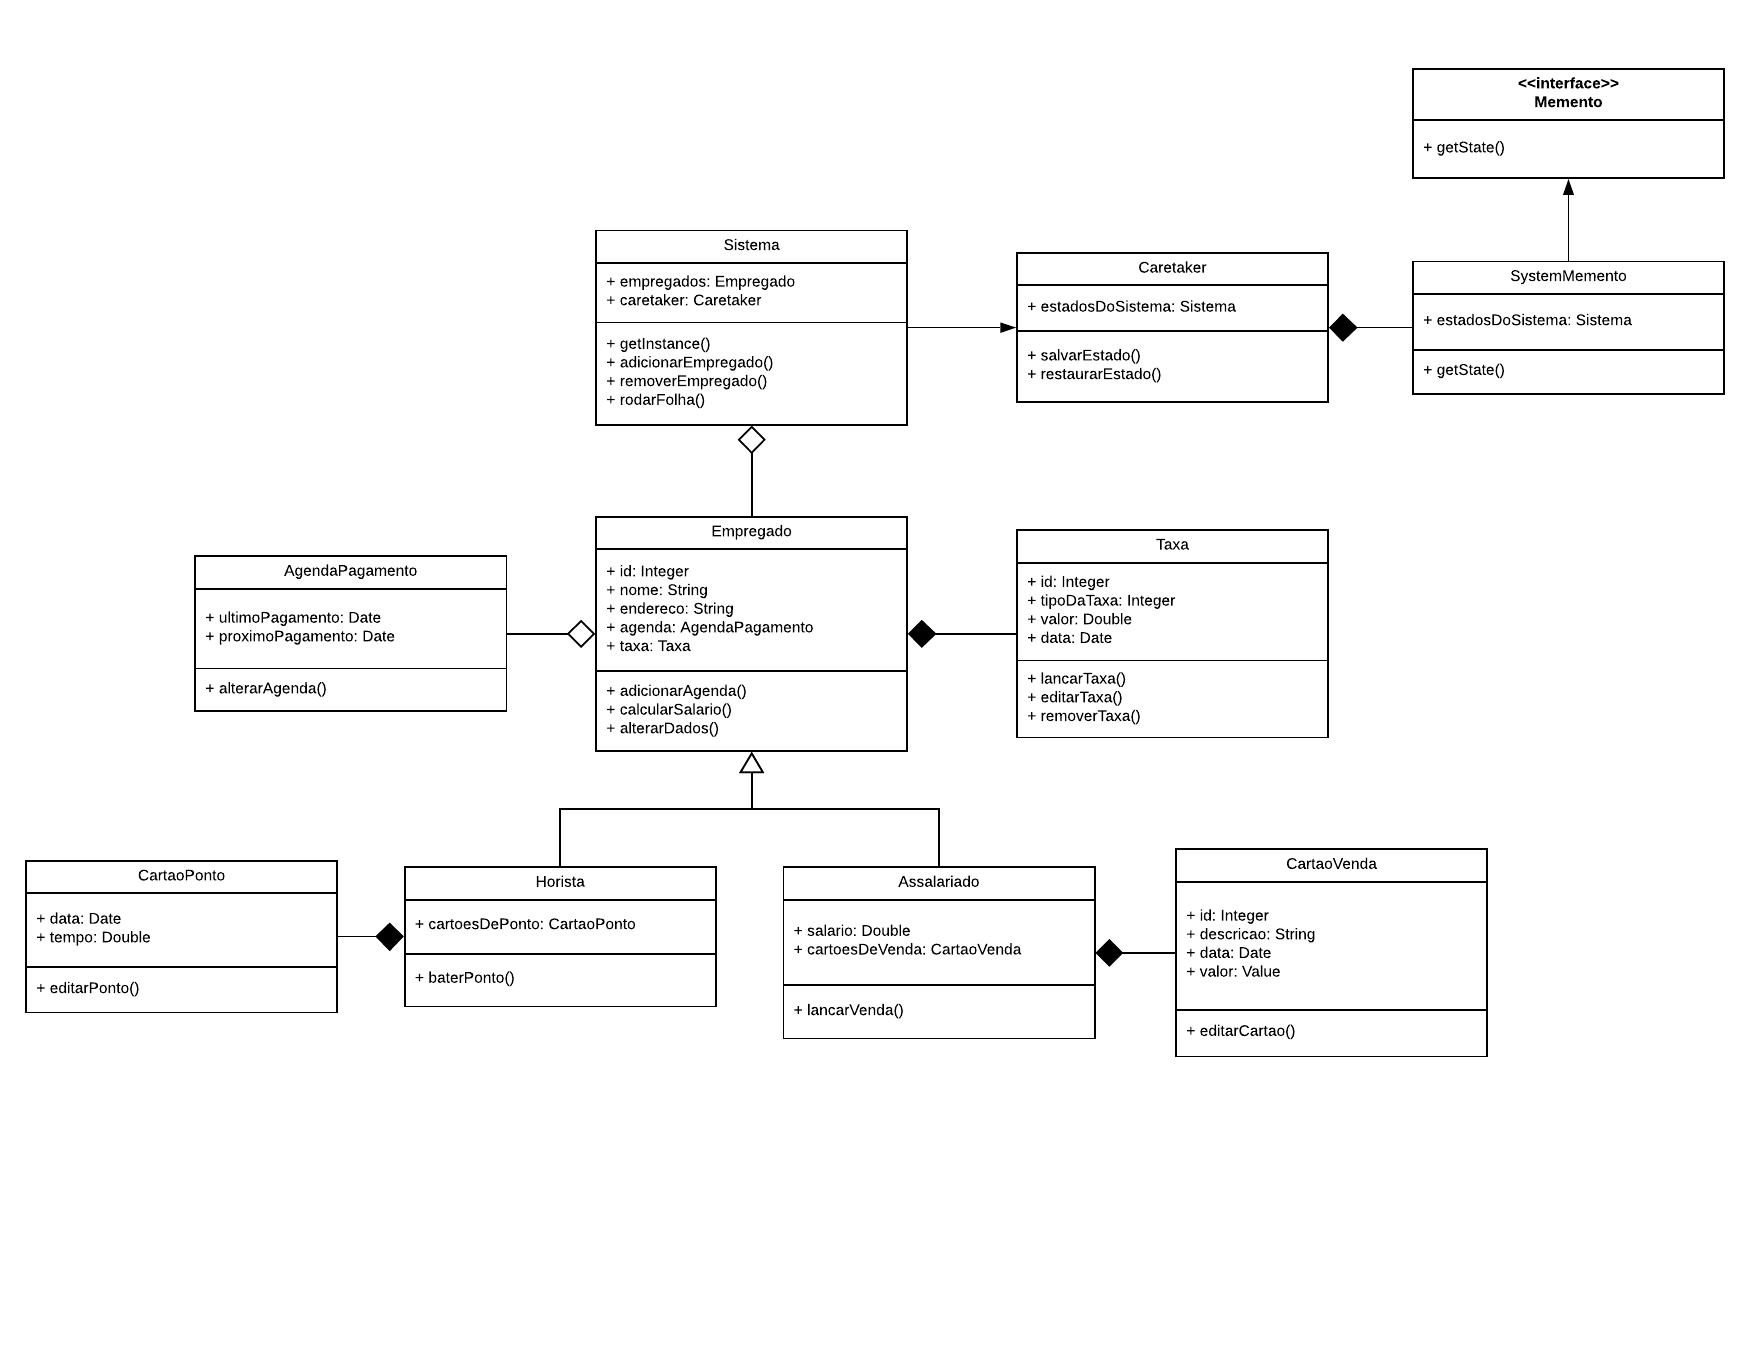 <<interface>>
Memento
+ getState()
Sistema
+ empregados: Empregado
+ caretaker: Caretaker
+ getInstance()
+ adicionarEmpregado()
+ removerEmpregado()
+ rodarFolha()
Caretaker
+ estadosDoSistema: Sistema
+ salvarEstado()
+ restaurarEstado()
SystemMemento
+ estadosDoSistema: Sistema
+ getState()
AgendaPagamento
+ ultimoPagamento: Date
+ proximoPagamento: Date
+ alterarAgenda()
Empregado
+ id: Integer
+ nome: String
+ endereco: String
+ agenda: AgendaPagamento
+ taxa: Taxa
+ adicionarAgenda()
+ calcularSalario()
+ alterarDados()
Taxa
+ id: Integer
+ tipoDaTaxa: Integer
+ valor: Double
+ data: Date
+ lancarTaxa()
+ editarTaxa()
+ removerTaxa()
CartaoPonto
+ data: Date
+ tempo: Double
+ editarPonto()
Horista
+ cartoesDePonto: CartaoPonto
+ baterPonto()
Assalariado
+ salario: Double
+ cartoesDeVenda: CartaoVenda
+ lancarVenda()
CartaoVenda
+ id: Integer
+ descricao: String
+ data: Date
+ valor: Value
+ editarCartao()